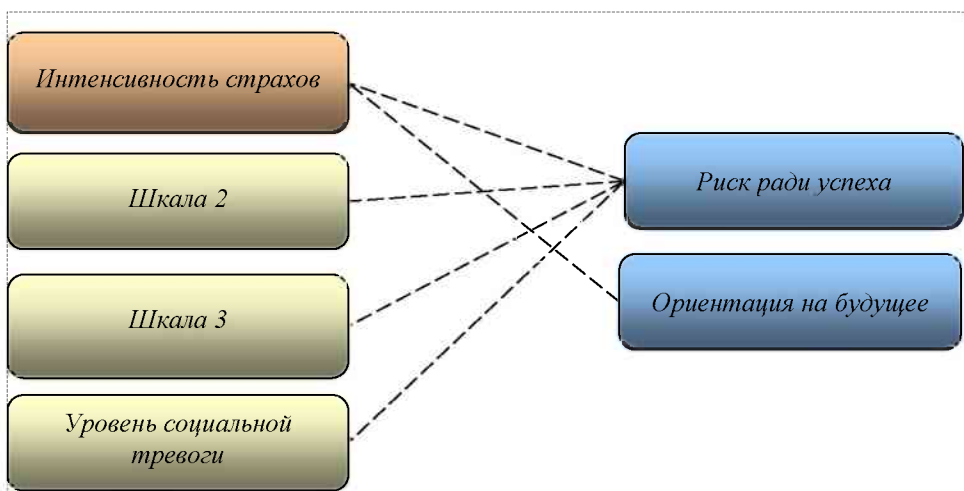 Интенсивность страхов
Шкала 2
Шкала 3
Уровень социальной
тревоги
Риск ради успеха
Ориентация на будущее